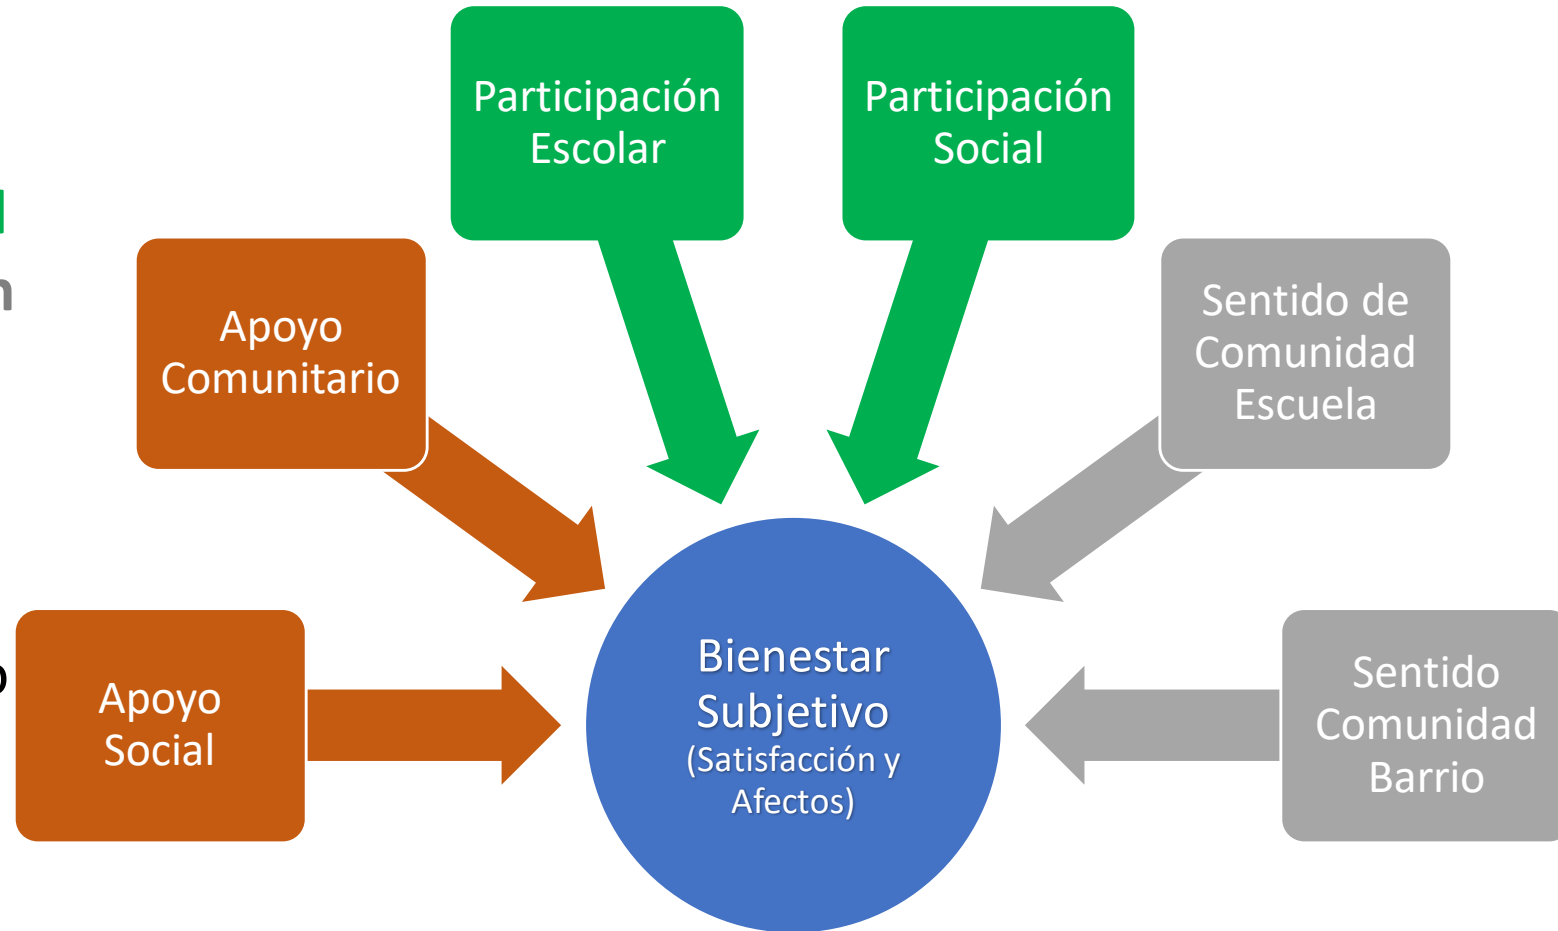 Participación
Escolar
Participación
Social
Apoyo
Comunitario
Sentido de
Comunidad
Escuela
Apoyo
Social
Bienestar
Subjetivo
(Satisfacción y
Afectos)
Sentido
Comunidad
Barrio